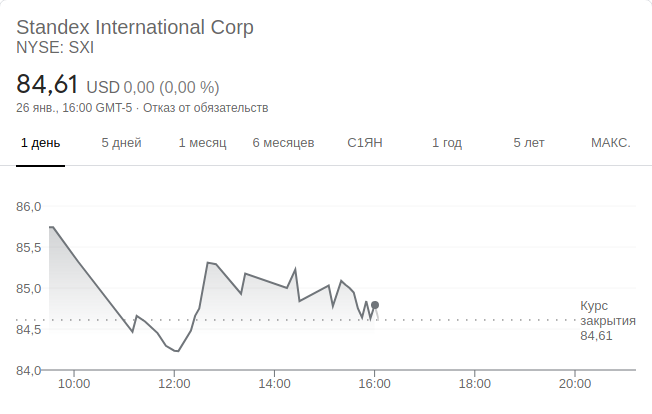 Standex International Corp
NYSE: SXI
84,61 USD 0,00 (0,00 %)
26 янв., 16:00 GMT-5 · Отказ от обязательств
1 день 5 дней 1 месяц 6 месяцев С1ЯН 1 год 5 лет МАКС.
86,0
85,5
85,0
84,5
84,0
Курс
закрытия
84,61
10:00 12:00 14:00 16:00 18:00 20:00